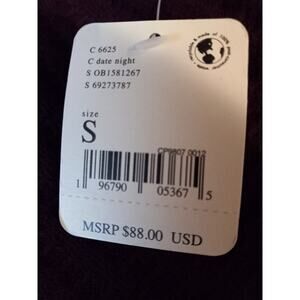 C 6625
C date night
S OB1581267
S 69273787
size
S
CP9807 0012
1 96790 05367 5
MSRP $88.00 USD